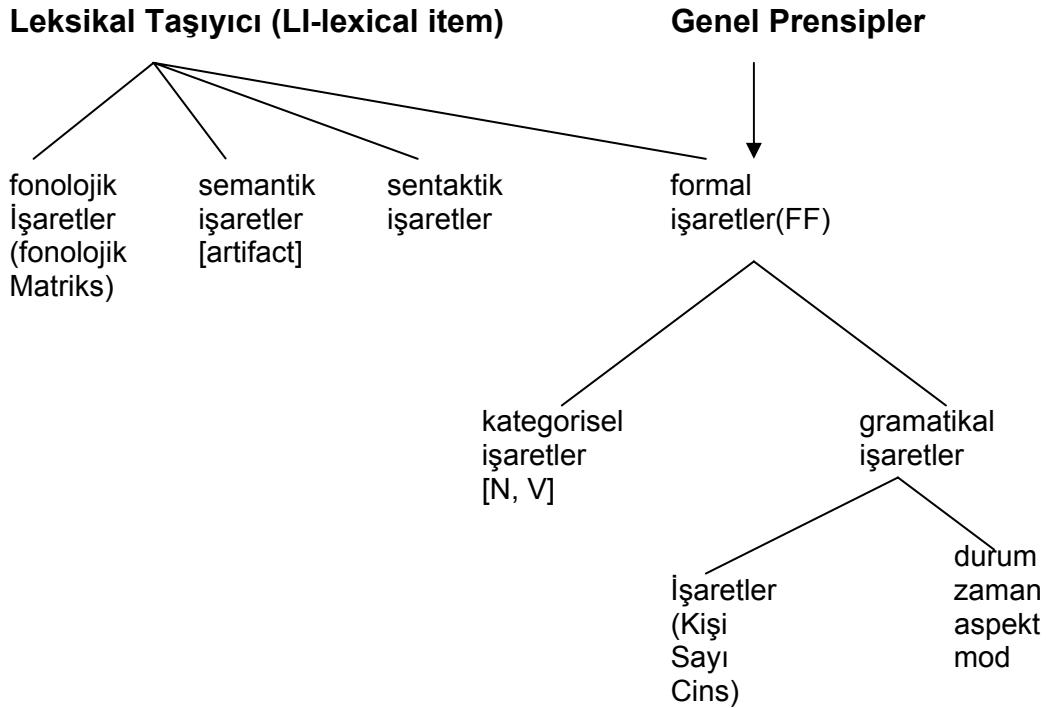 Leksikal Taşıyıcı (LI-lexical item)
Genel Prensipler
fonolojik
İşaretler
(fonolojik
Matriks)
semantik
işaretler
[artifact]
sentaktik
işaretler
formal
işaretler(FF)
kategorisel
işaretler
[N, V]
gramatikal
işaretler
İşaretler
(Kişi
Sayı
Cins)
durum
zaman
aspekt
mod